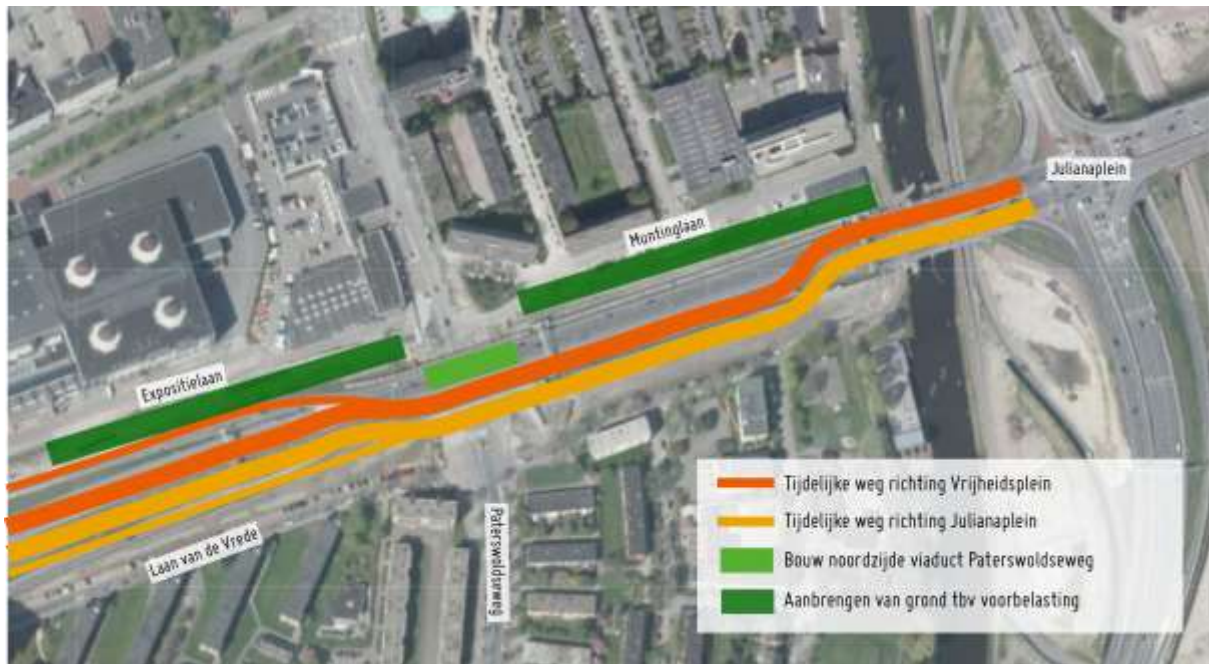 Julianaplein
Muntinglaan
Expositielaan
Laan van de Vrede
Paterswoldseweg
Tijdelijke weg richting Vrijheidsplein
Tijdelijke weg richting Julianaplein
Bouw noordzijde viaduct Paterswoldseweg
Aanbrengen van grond tbv voorbelasting